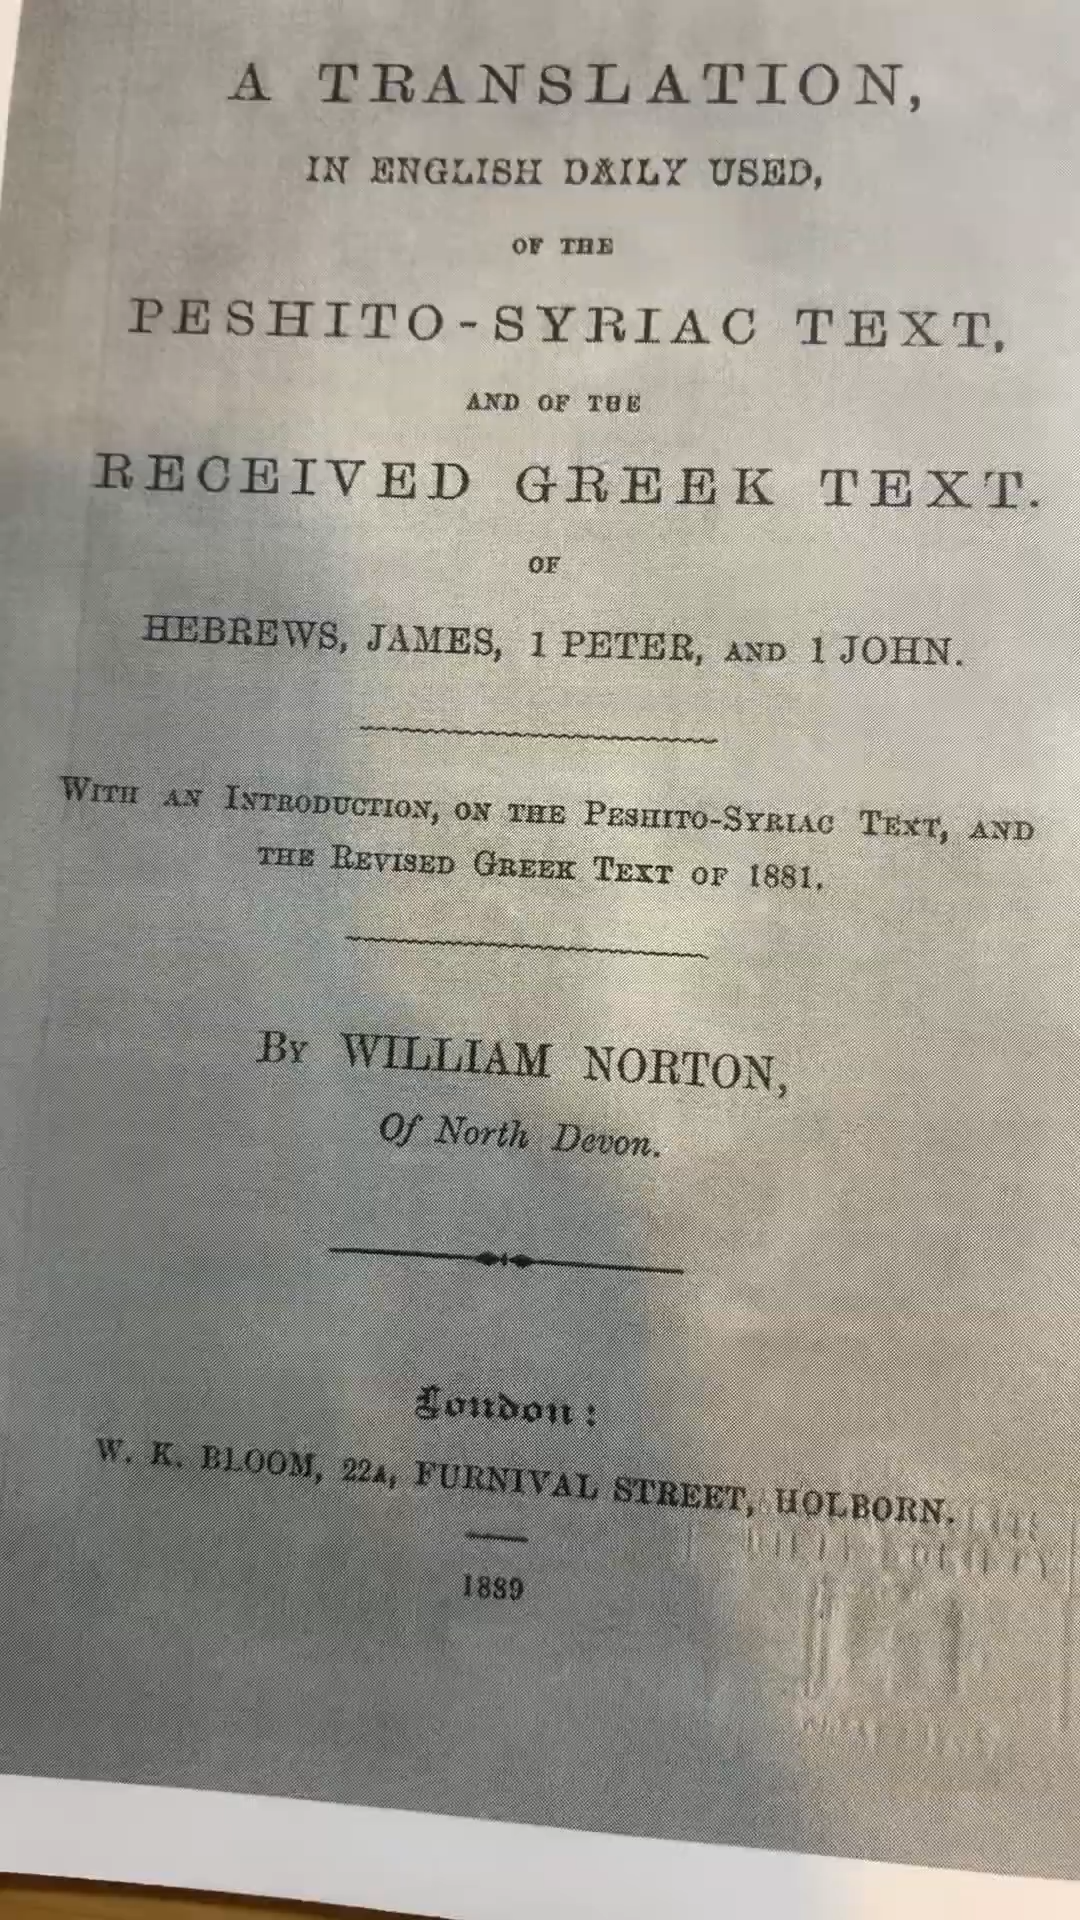 A TRANSLATION,
IN ENGLISH DAILY USED,
OF THE
PESHITO-SYRIAC TEXT,
AND OF THE
RECEIVED GREEK TEXT.
OF
HEBREWS, JAMES, 1 PETER, AND 1 JOHN.
WITH AN INTRODUCTION, ON THE PESHITO-SYRIAC TEXT, AND
THE REVISED GREEK TEXT OF 1881.
BY WILLIAM NORTON,
Of North Devon.
London:
W. K. BLOOM, 22A, FURNIVAL STREET, HOLBORN.
1889